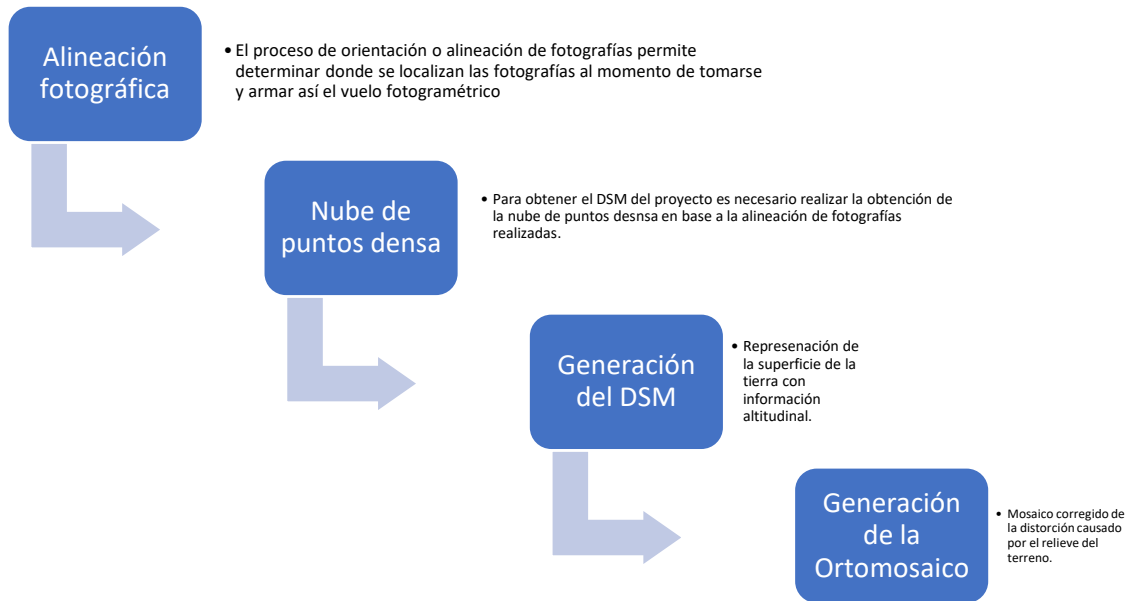 Alineación
fotográfica
• El proceso de orientación o alineación de fotografías permite
determinar donde se localizan las fotografías al momento de tomarse
y armar así el vuelo fotogramétrico
Nube de
puntos densa
• Para obtener el DSM del proyecto es necesario realizar la obtención de
la nube de puntos desnsa en base a la alineación de fotografías
realizadas.
Generación
del DSM
• Represenación de
la superficie de la
tierra con
información
altitudinal.
Generación
de la
Ortomosaico
• Mosaico corregido de
la distorción causado
por el relieve del
terreno.